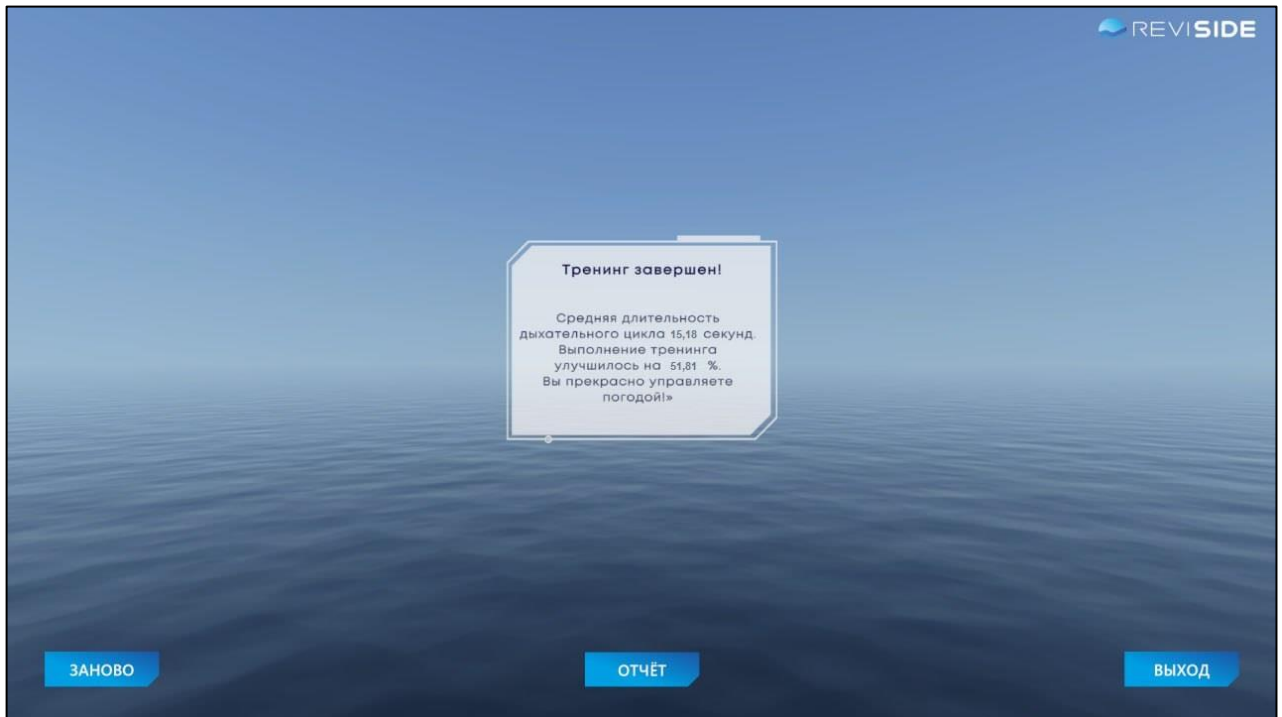 REVISIDE
Тренинг завершен!
Средняя длительность
дыхательного цикла 15,18 секунд.
Выполнение тренинга
улучшилось на 51,81 %.
Вы прекрасно управляете
погодой!»
ЗАНОВО
ОТЧЁТ
ВЫХОД